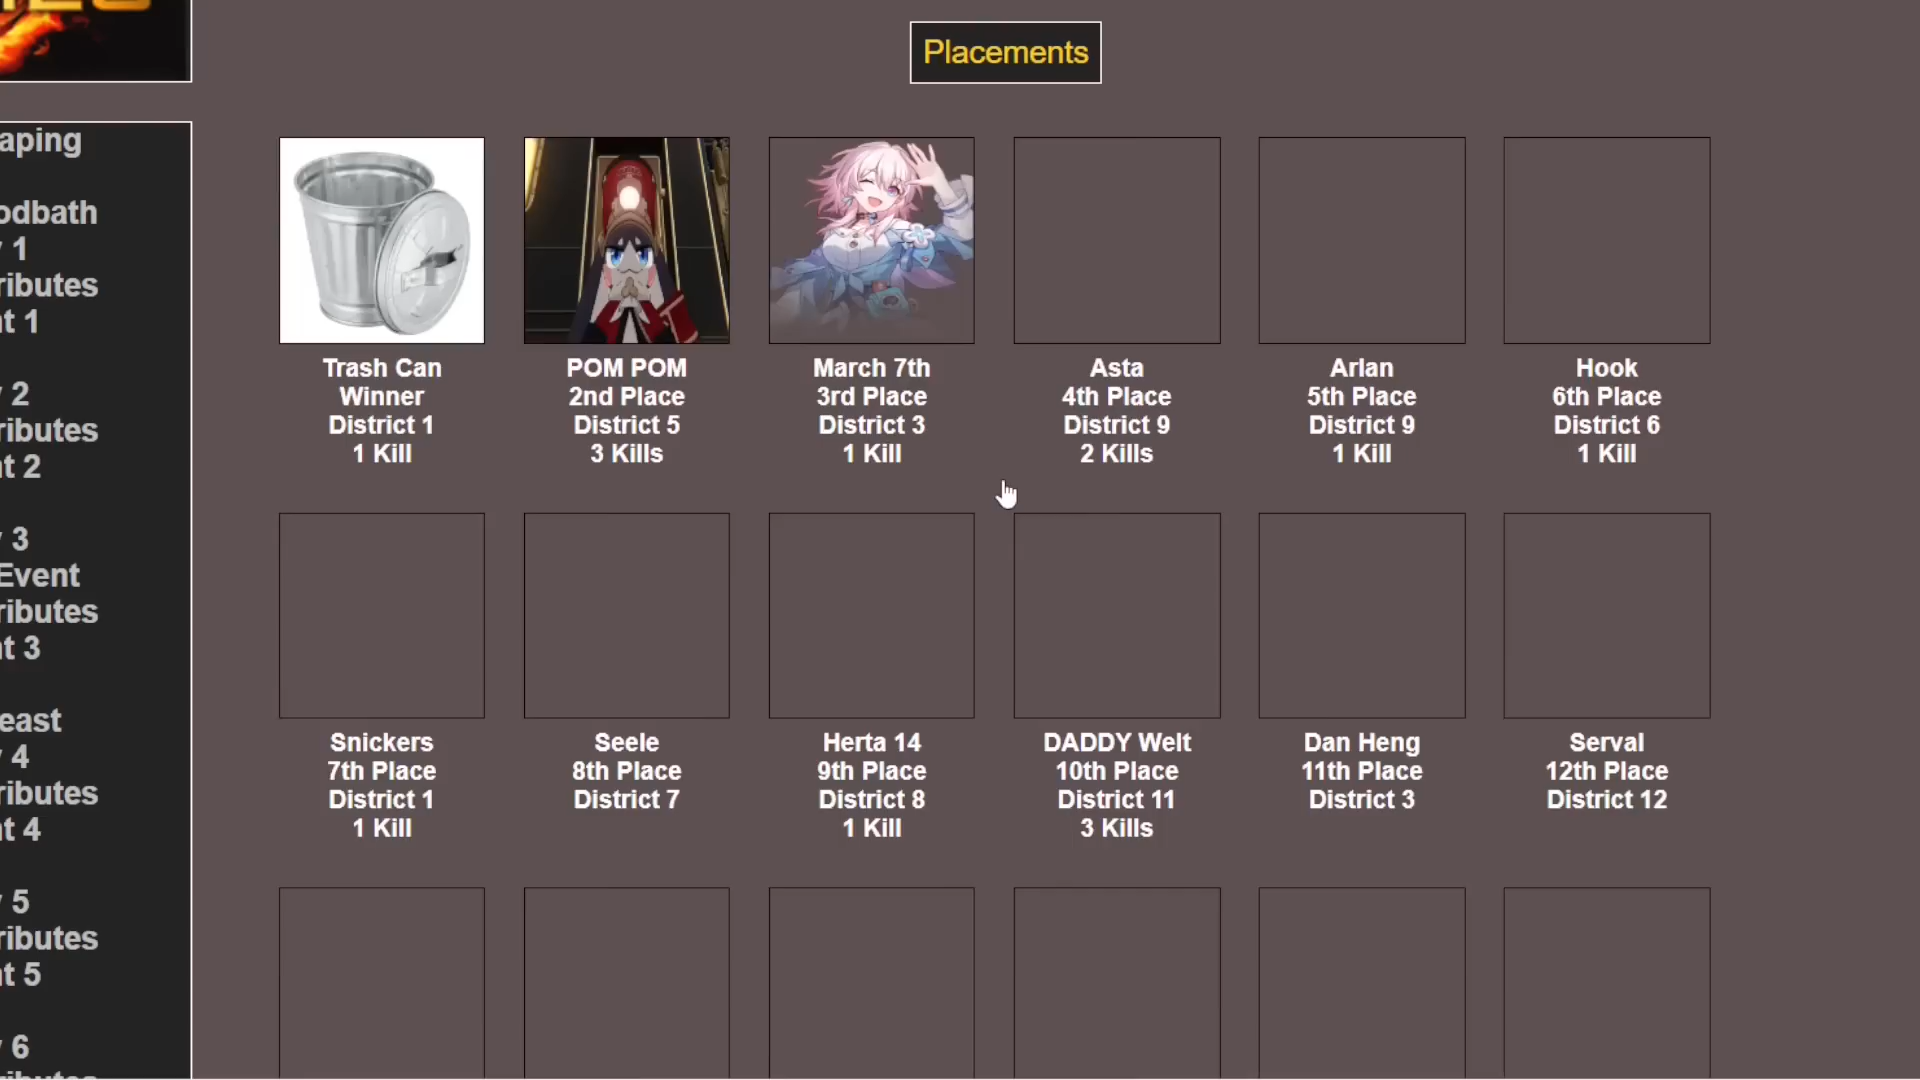 Placements
aping
odbath
1
ributes
t 1
2
ributes
t 2
3
Event
ributes
t 3
east
4
ributes
t 4
5
ributes
t 5
6
Trash Can
Winner
District 1
1 Kill
POM POM
2nd Place
District 5
3 Kills
March 7th
3rd Place
District 3
1 Kill
Asta
4th Place
District 9
2 Kills
Arlan
5th Place
District 9
1 Kill
Hook
6th Place
District 6
1 Kill
Snickers
7th Place
District 1
1 Kill
Seele
8th Place
District 7
Herta 14
9th Place
District 8
1 Kill
DADDY Welt
10th Place
District 11
3 Kills
Dan Heng
11th Place
District 3
Serval
12th Place
District 12